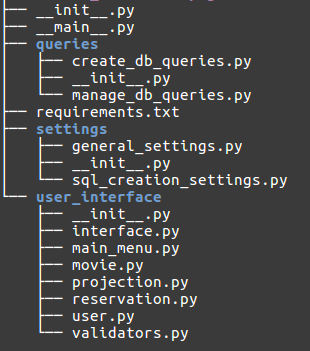 ├── __init__.py
├── __main__.py
├── queries
│   ├── create_db_queries.py
│   ├── __init__.py
│   └── manage_db_queries.py
├── requirements.txt
├── settings
│   ├── general_settings.py
│   ├── __init__.py
│   └── sql_creation_settings.py
└── user_interface
    ├── __init__.py
    ├── interface.py
    ├── main_menu.py
    ├── movie.py
    ├── projection.py
    ├── reservation.py
    ├── user.py
    └── validators.py